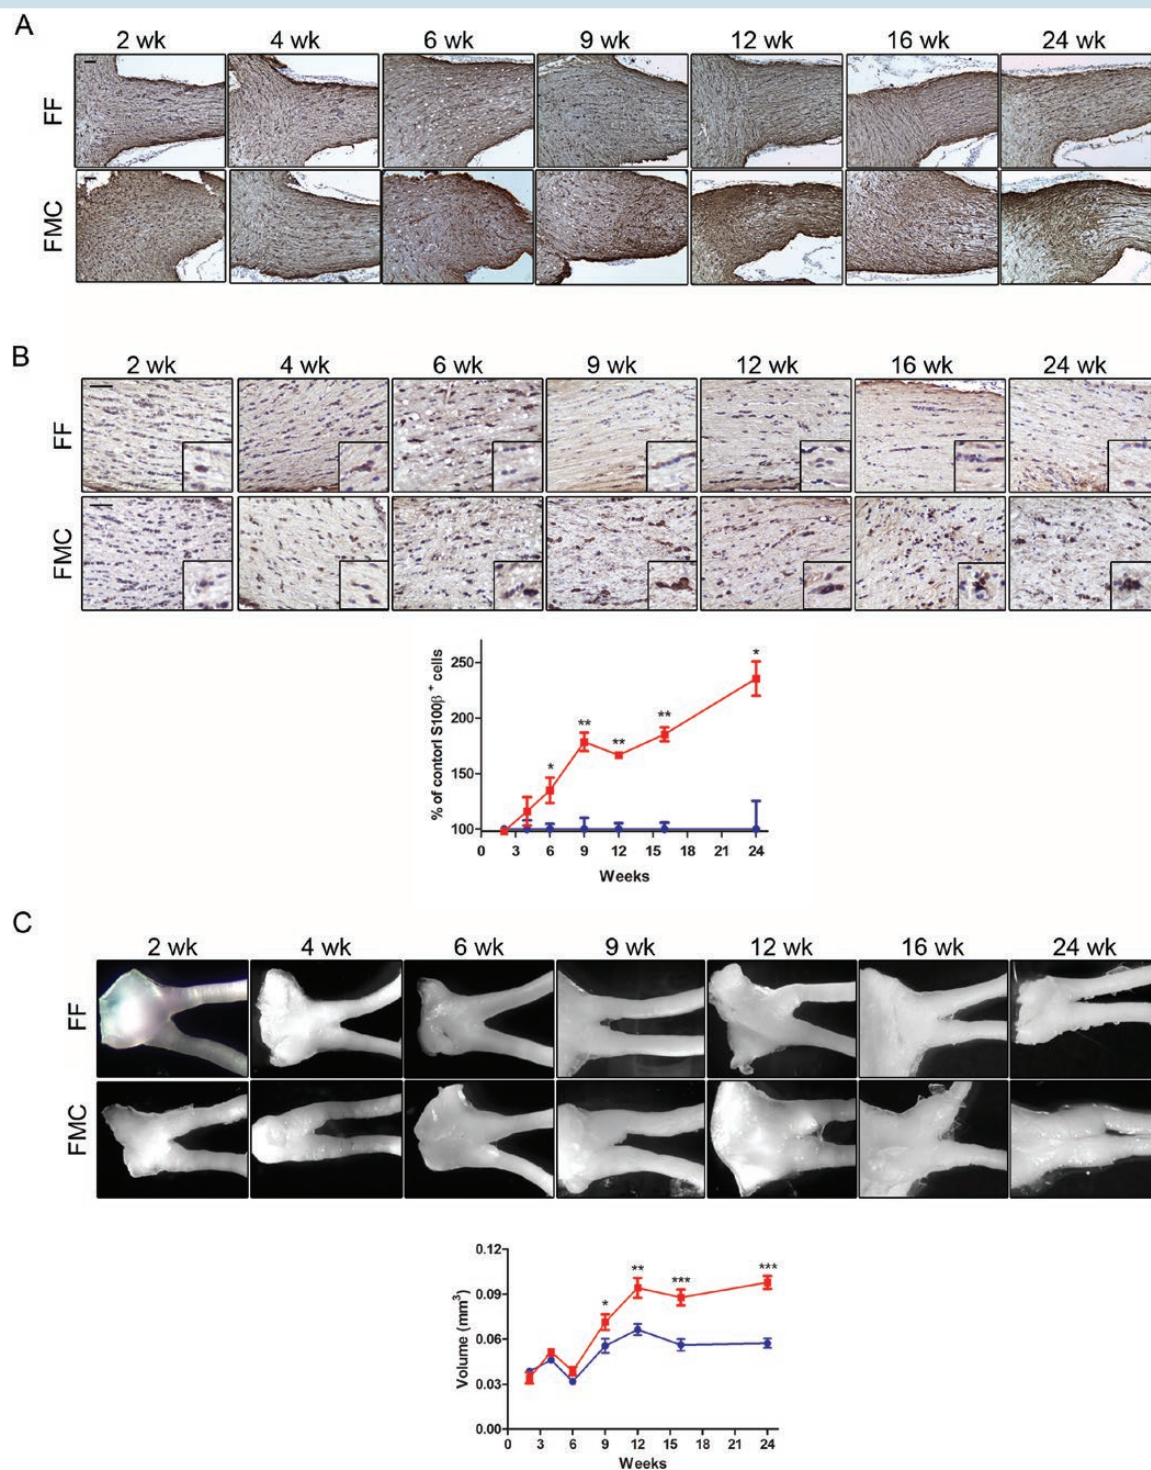 A
2 wk 4 wk 6 wk 9 wk 12 wk 16 wk 24 wk
FF
FMC
B
2 wk 4 wk 6 wk 9 wk 12 wk 16 wk 24 wk
FF
FMC
% of contorl S100β + cells
250
200
150
100
* ** ** ** *
0 3 6 9 12 15 18 21 24
Weeks
C
2 wk 4 wk 6 wk 9 wk 12 wk 16 wk 24 wk
FF
FMC
Volume (mm3)
0.12
0.09
0.06
0.03
0.00
* ** *** ***
0 3 6 9 12 15 18 21 24
Weeks